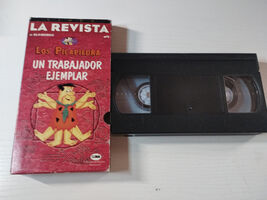 LA REVISTA
LOS PICAPIEDRA
UN TRABAJADOR
EJEMPLAR